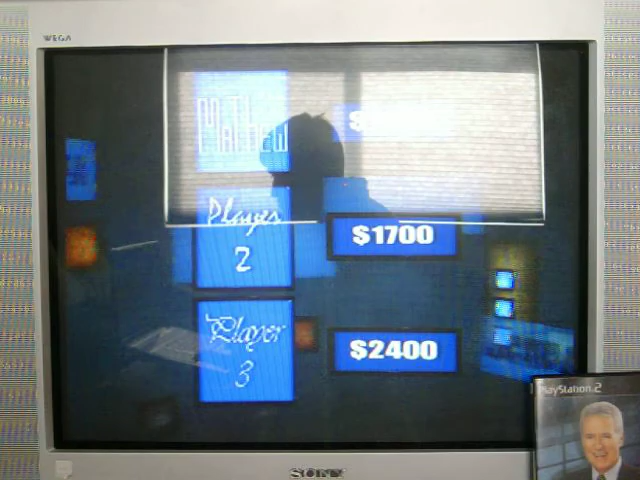 WEGA
MATTHEW
Player
2
$1700
Player
3
$2400
SONY
PlayStation 2